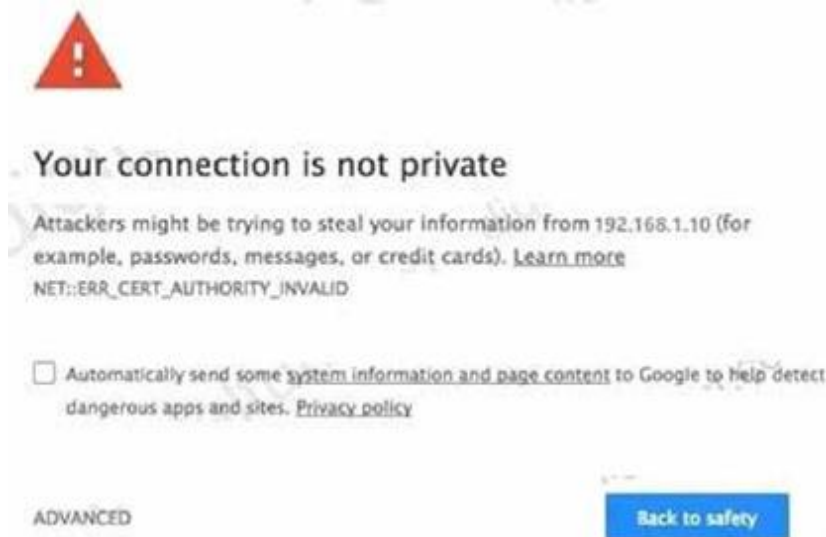 Your connection is not private
Attackers might be trying to steal your information from 192.168.1.10 (for
example, passwords, messages, or credit cards). Learn more
NET::ERR_CERT_AUTHORITY_INVALID
Automatically send some system information and page content to Google to help detect
dangerous apps and sites. Privacy policy
ADVANCED
Back to safety